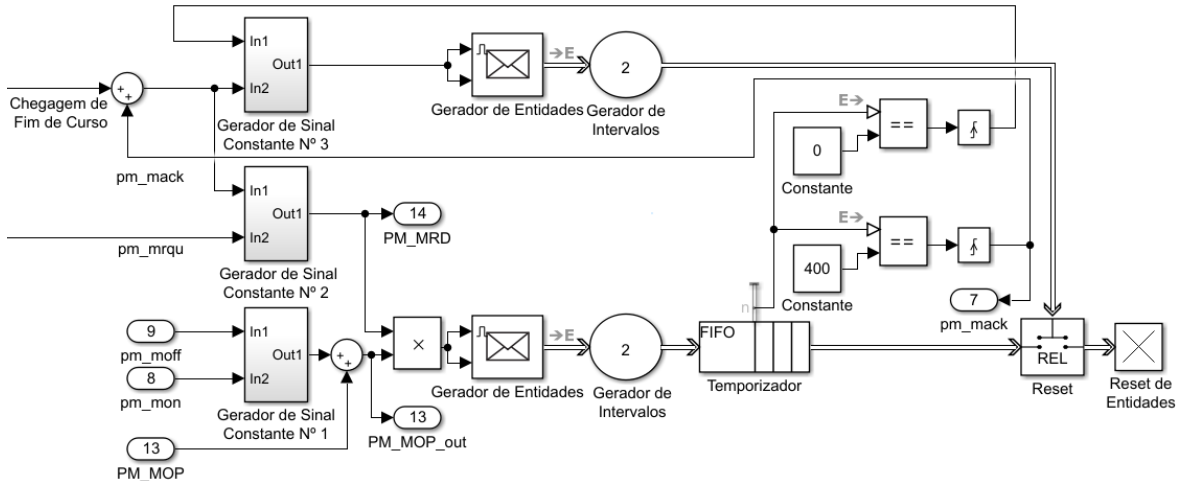 In1
Out1
In2
Gerador de Sinal
Constante Nº 3
Chegagem de
Fim de Curso
+
+
pm_mack
E
Gerador de Entidades
2
Gerador de
Intervalos
E
==
0
Constante
In1
Out1
In2
Gerador de Sinal
Constante Nº 2
pm_mrqu
14
PM_MRD
E
==
400
Constante
7
pm_mack
9
pm_moff
8
pm_mon
In1
Out1
In2
Gerador de Sinal
Constante Nº 1
+
+
13
PM_MOP
13
PM_MOP_out
×
E
Gerador de Entidades
2
Gerador de
Intervalos
n
FIFO
Temporizador
REL
Reset
Reset de
Entidades